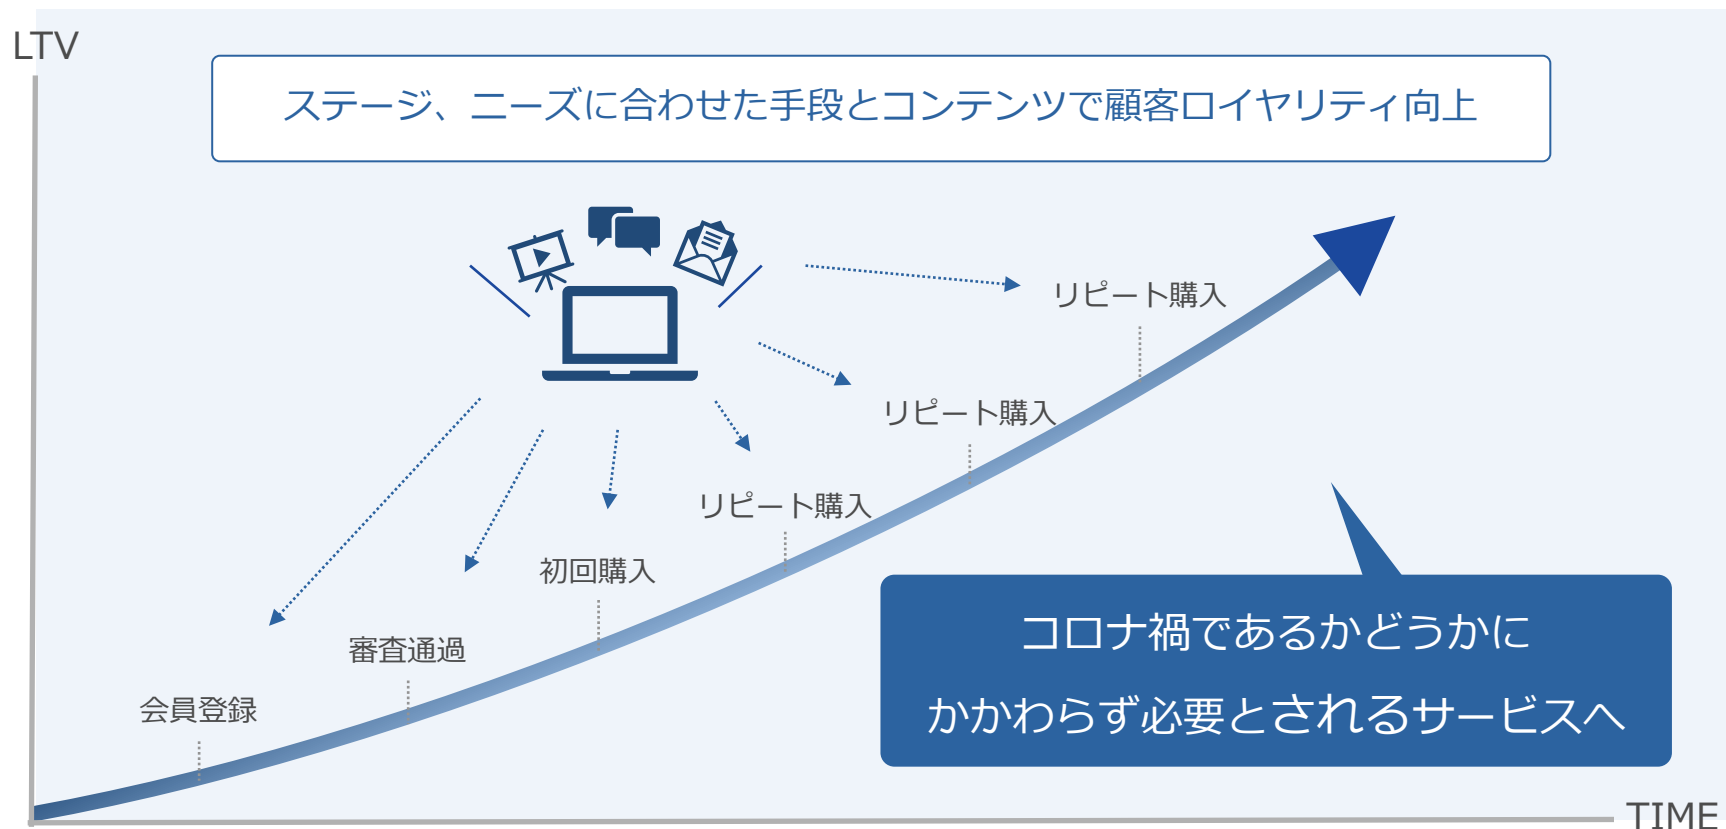 LTV
ステージ、ニーズに合わせた手段とコンテンツで顧客ロイヤリティ向上
リピート購入
リピート購入
リピート購入
初回購入
審査通過
会員登録
コロナ禍であるかどうかに
かかわらず必要とされるサービスへ
TIME